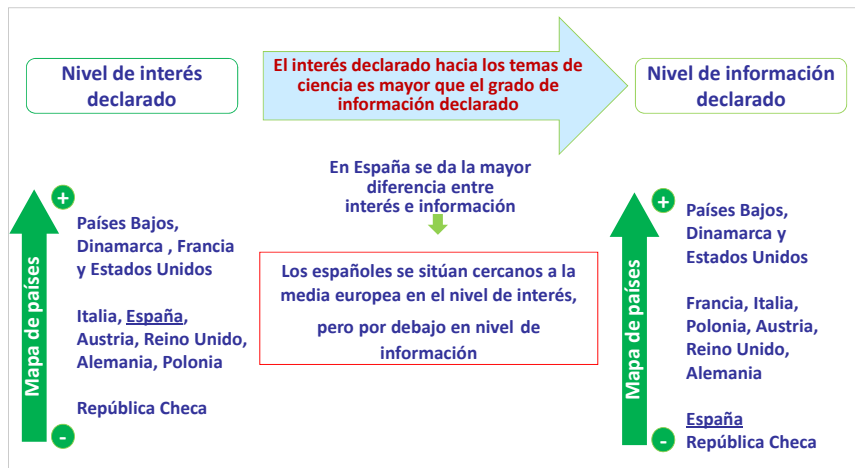 Nivel de interés
declarado
El interés declarado hacia los temas de
ciencia es mayor que el grado de
información declarado
Nivel de información
declarado
En España se da la mayor
diferencia entre
interés e información
Mapa de países
+
Países Bajos,
Dinamarca , Francia
y Estados Unidos
Italia, España,
Austria, Reino Unido,
Alemania, Polonia
República Checa
-
Los españoles se sitúan cercanos a la
media europea en el nivel de interés,
pero por debajo en nivel de
información
Mapa de países
+
Países Bajos,
Dinamarca y
Estados Unidos
Francia, Italia,
Polonia, Austria,
Reino Unido,
Alemania
España
República Checa
-